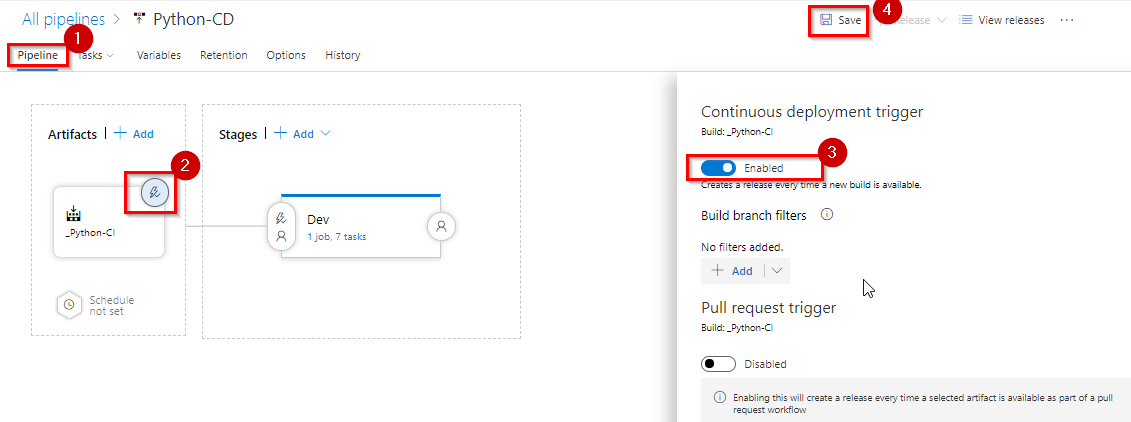 All pipelines > Python-CD
4
Save
Release
View releases
...
1
Pipeline
Tasks
Variables
Retention
Options
History
Artifacts | + Add
Stages | + Add
2
_Python-CI
Schedule
not set
Dev
1 job, 7 tasks
Continuous deployment trigger
Build: _Python-CI
3
Enabled
Creates a release every time a new build is available.
Build branch filters
No filters added.
+ Add
Pull request trigger
Build: _Python-CI
Disabled
Enabling this will create a release every time a selected artifact is available as part of a pull
request workflow